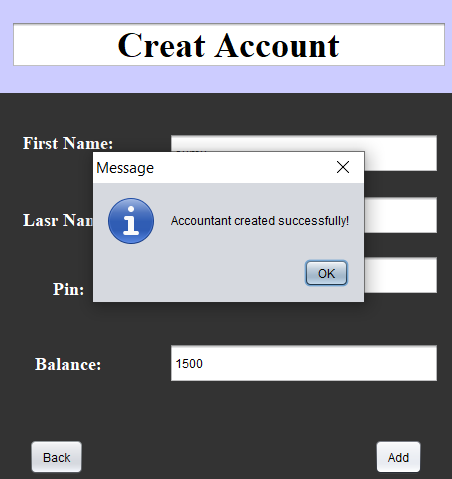 Creat Account
First Name:
Message
Accountant created successfully!
Lasr Nam
OK
Pin:
Balance:
1500
Back
Add